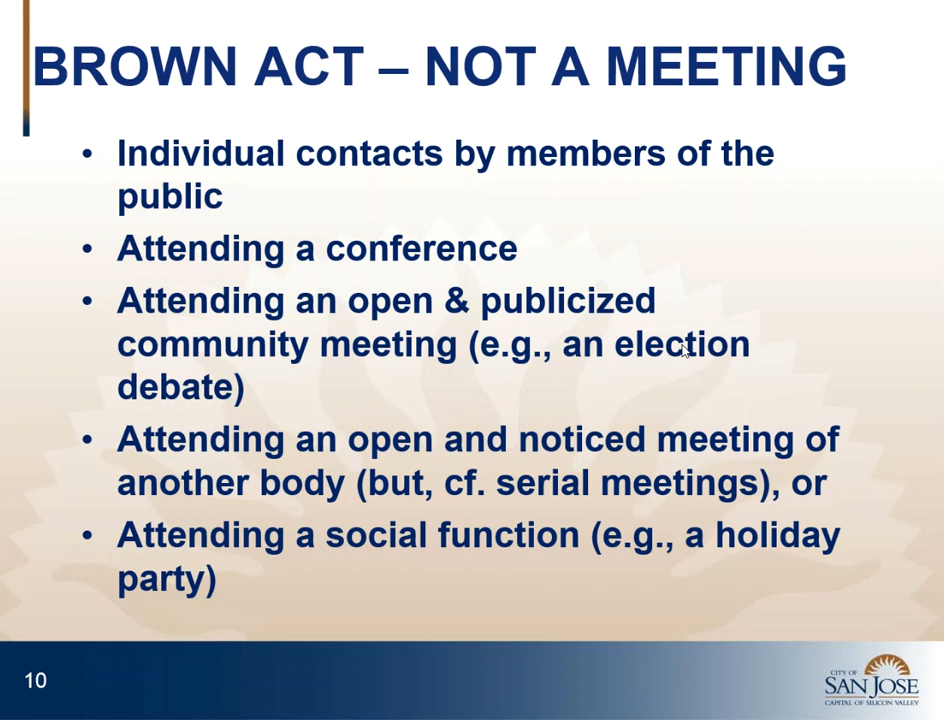 BROWN ACT – NOT A MEETING
• Individual contacts by members of the
public
• Attending a conference
• Attending an open & publicized
community meeting (e.g., an election
debate)
• Attending an open and noticed meeting of
another body (but, cf. serial meetings), or
• Attending a social function (e.g., a holiday
party)
10
CITY OF
SAN JOSE
CAPITAL OF SILICON VALLEY